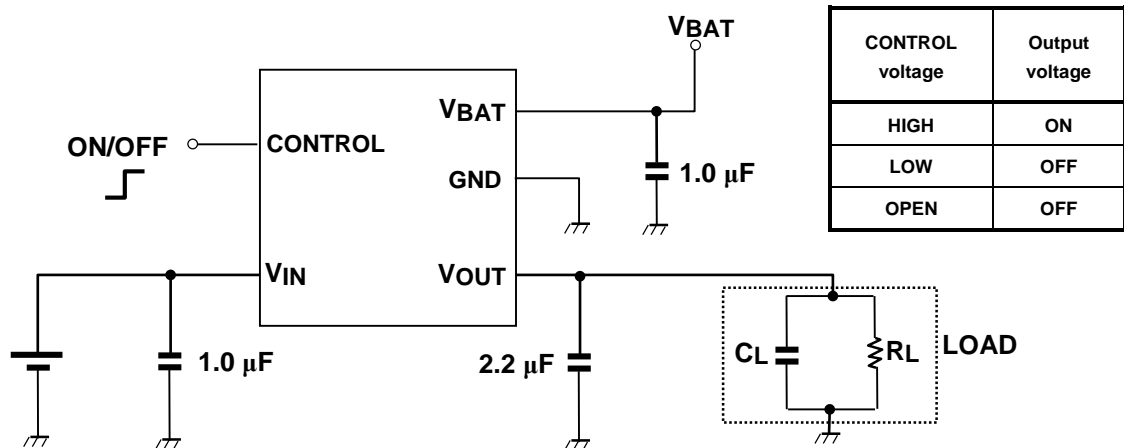 VBAT
CONTROL voltage
Output voltage
HIGH
ON
LOW
OFF
OPEN
OFF
ON/OFF
CONTROL
VBAT
GND
1.0 μF
VIN
VOUT
1.0 μF
2.2 μF
CL
RL
LOAD